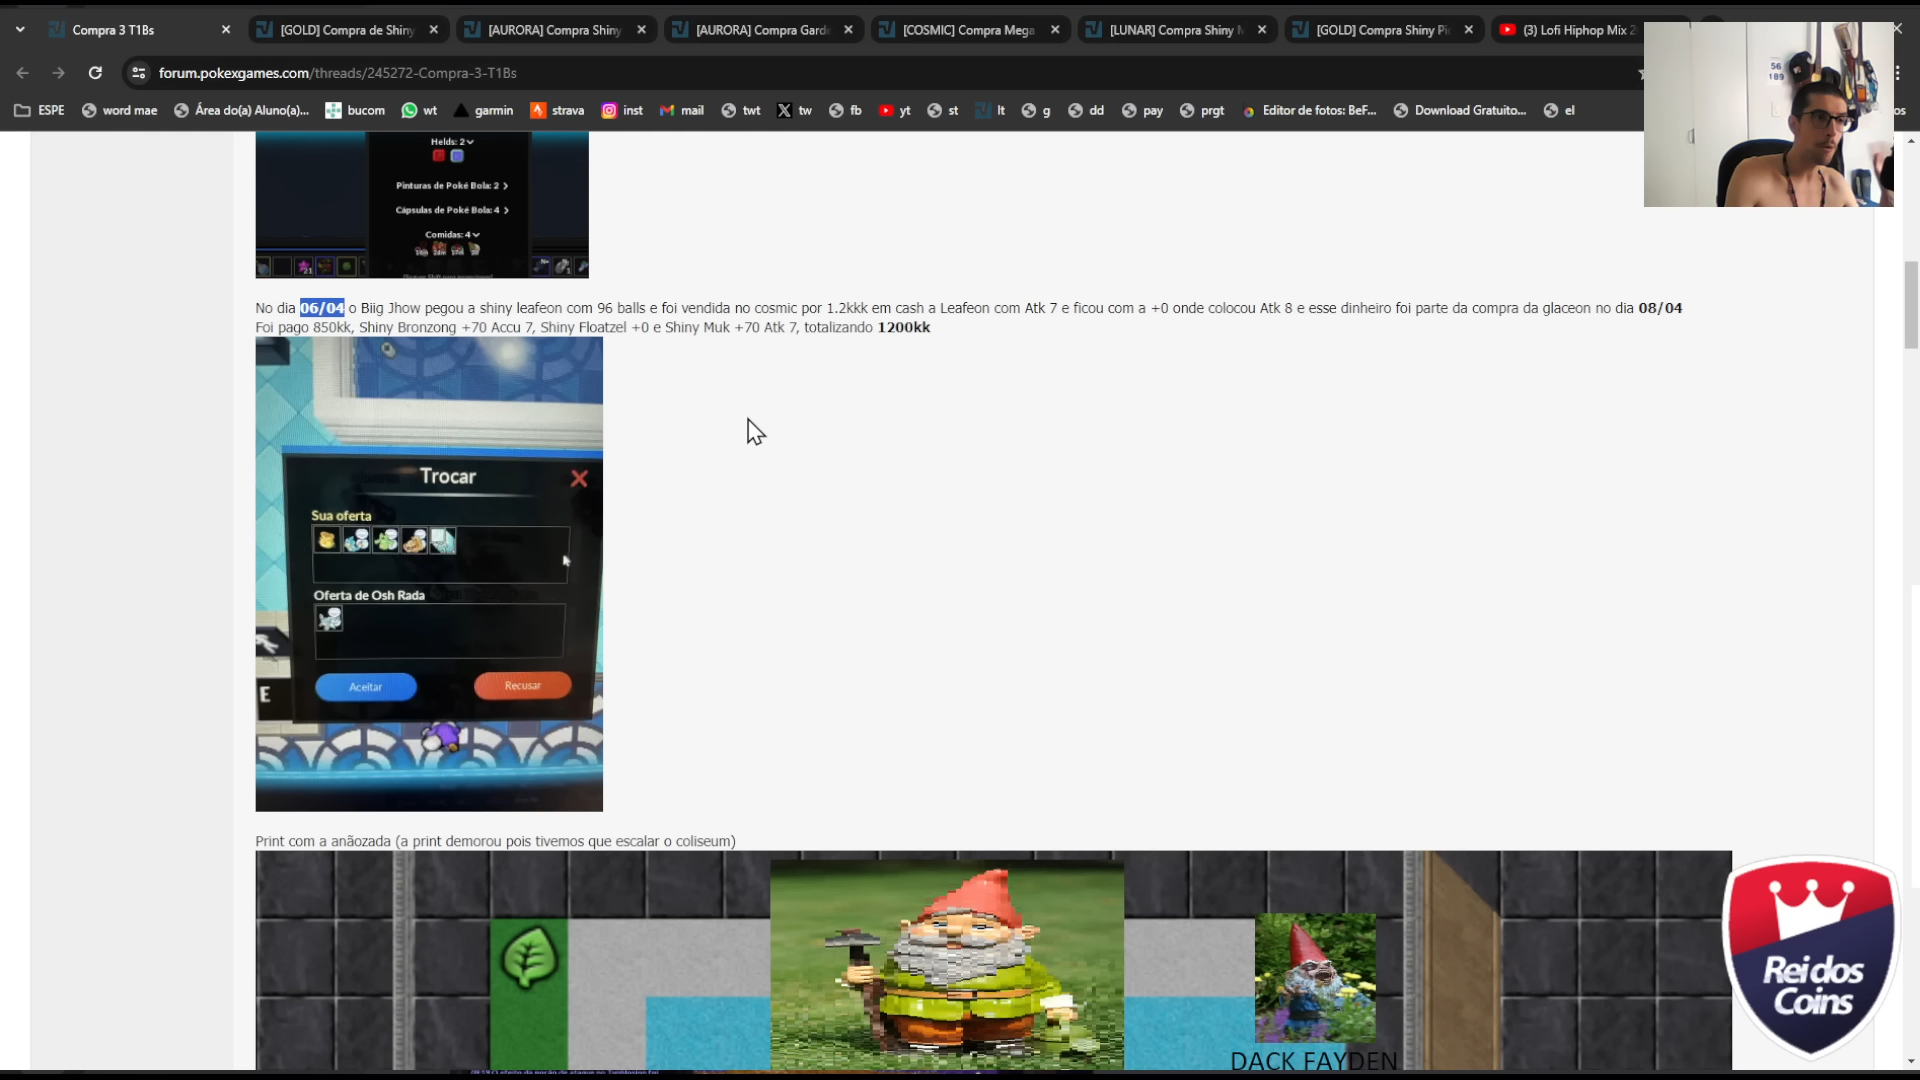 Compra 3 T1Bs
[GOLD] Compra de Shiny
[AURORA] Compra Shiny
[AURORA] Compra Gard
[COSMIC] Compra Mega
[LUNAR] Compra Shiny
[GOLD] Compra Shiny Pi
(3) Lofi Hiphop Mix 2
forum.pokexgames.com/threads/245272-Compra-3-T1Bs
ESPE
word mae
Área do(a) Aluno(a)...
bucom
wt
garmin
strava
inst
mail
twt
tw
fb
yt
st
lt
g
dd
pay
prgt
Editor de fotos: BeF...
Download Gratuito...
el
os
56
189
Helds: 2
Pinturas de Poké Bola: 2
Cápsulas de Poké Bola: 4
Comidas: 4
21
No dia 06/04 o Biig Jhow pegou a shiny leafeon com 96 balls e foi vendida no cosmic por 1.2kkk em cash a Leafeon com Atk 7 e ficou com a +0 onde colocou Atk 8 e esse dinheiro foi parte da compra da glaceon no dia 08/04
Foi pago 850kk, Shiny Bronzong +70 Accu 7, Shiny Floatzel +0 e Shiny Muk +70 Atk 7, totalizando 1200kk
Trocar
Sua oferta
Oferta de Osh Rada
Aceitar
Recusar
E
Print com a anãozada (a print demorou pois tivemos que escalar o coliseum)
DACK FAYDEN
Rei dos
Coins